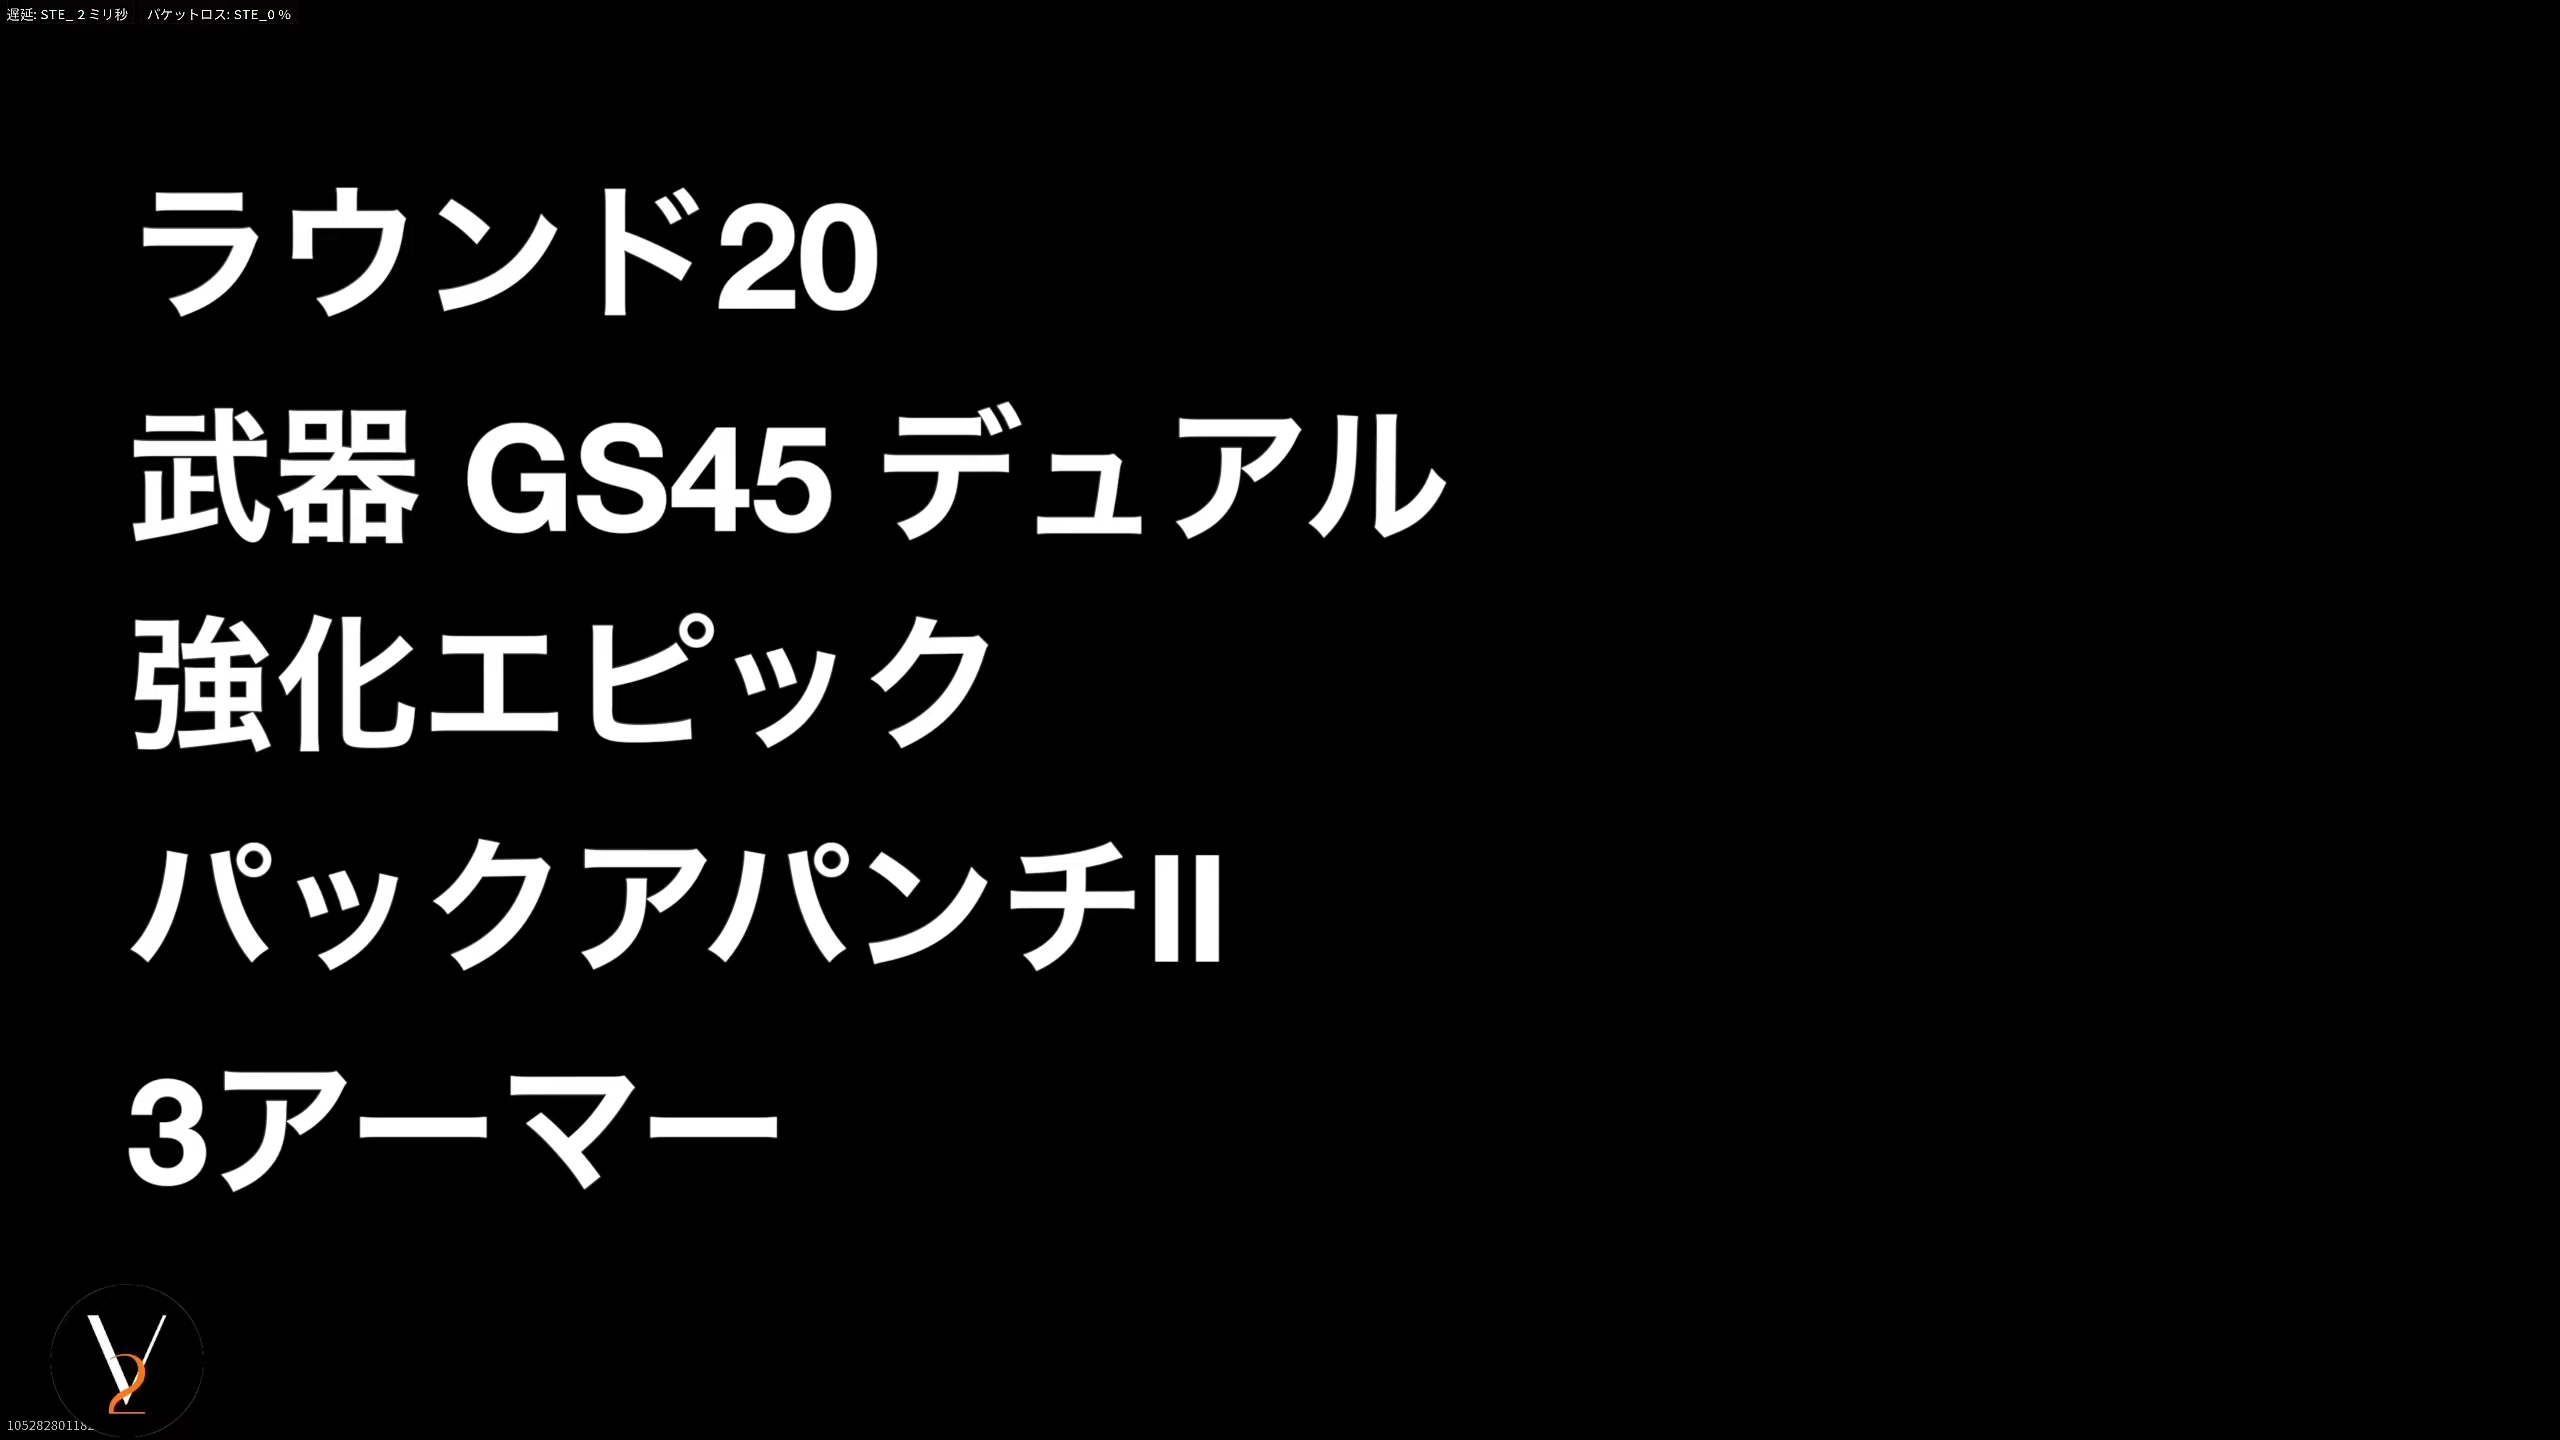 遅延: STE_ 2 ミリ秒 パケットロス: STE_0 %
ラウンド20
武器 GS45 デュアル
強化エピック
パックアパンチII
3アーマー
V2